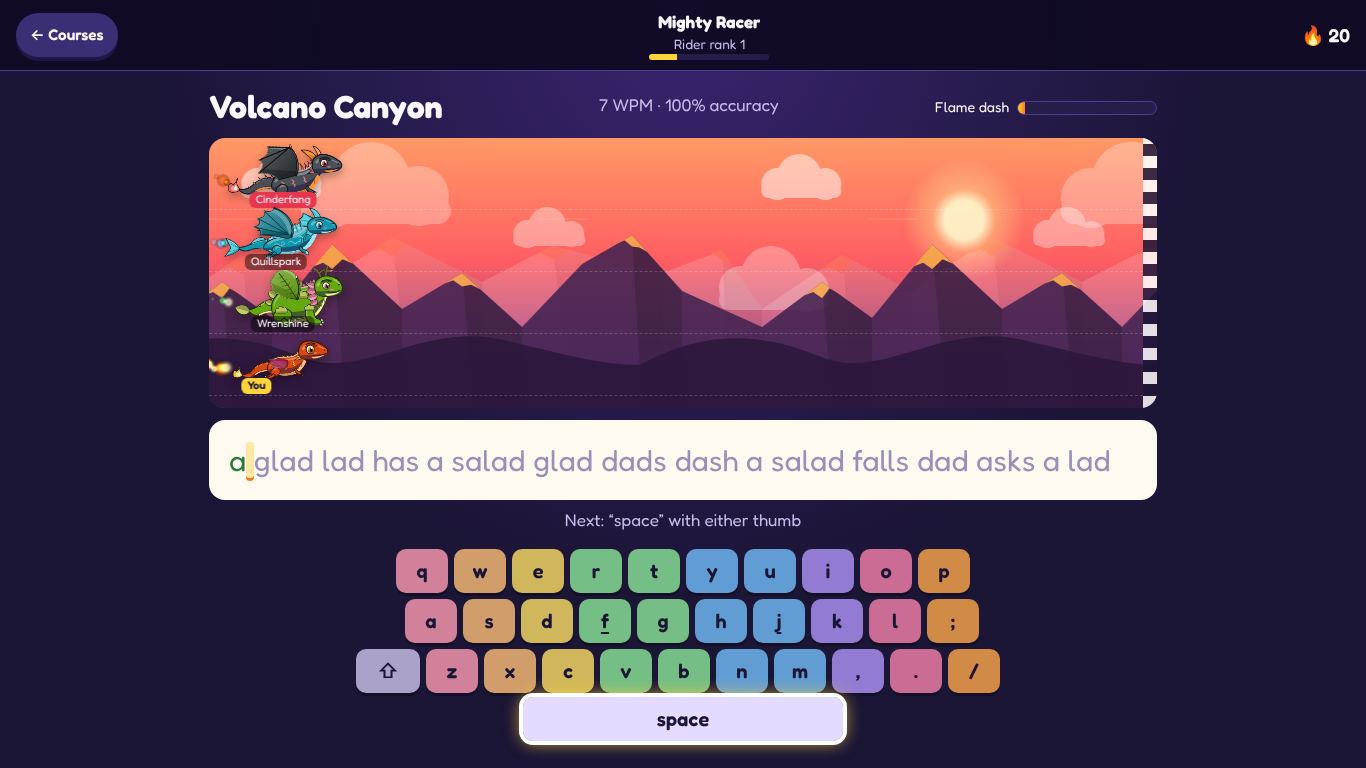 ← Courses
Mighty Racer
Rider rank 1
🔥 20
Volcano Canyon
7 WPM · 100% accuracy
Flame dash
Cinderfang
Quillspark
Wrenshine
You
a glad lad has a salad glad dads dash a salad falls dad asks a lad
Next: “space” with either thumb
q w e r t y u i o p
a s d f g h j k l ;
⇧ z x c v b n m , . /
space